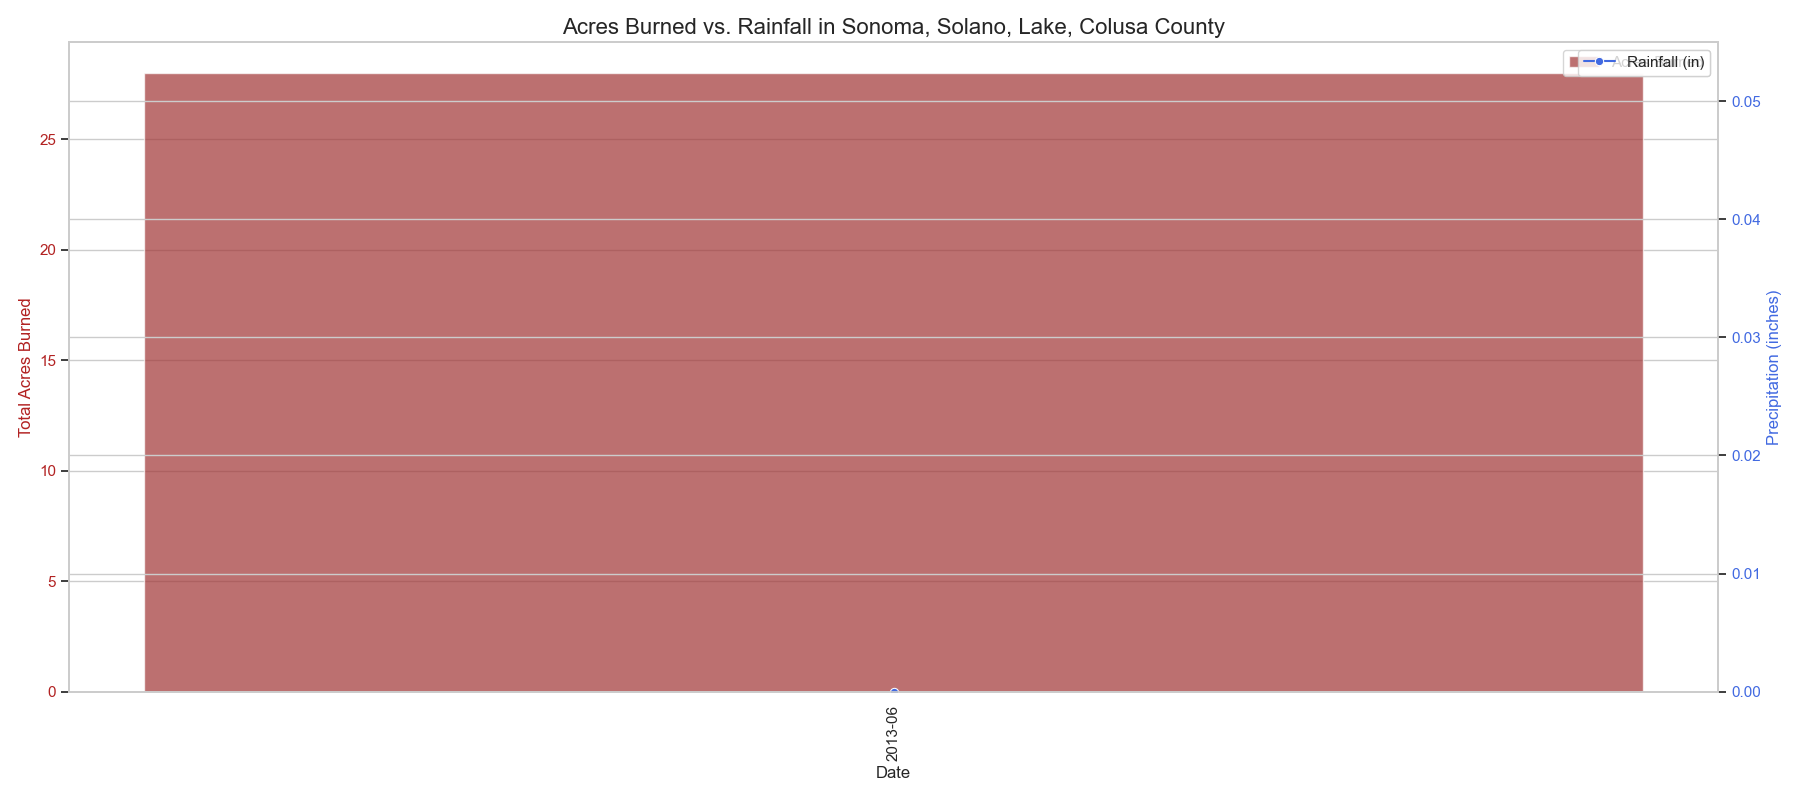 Acres Burned vs. Rainfall in Sonoma, Solano, Lake, Colusa County
Rainfall (in)
25
20
15
10
5
0
Total Acres Burned
0.05
0.04
0.03
0.02
0.01
0.00
Precipitation (inches)
2013-06
Date